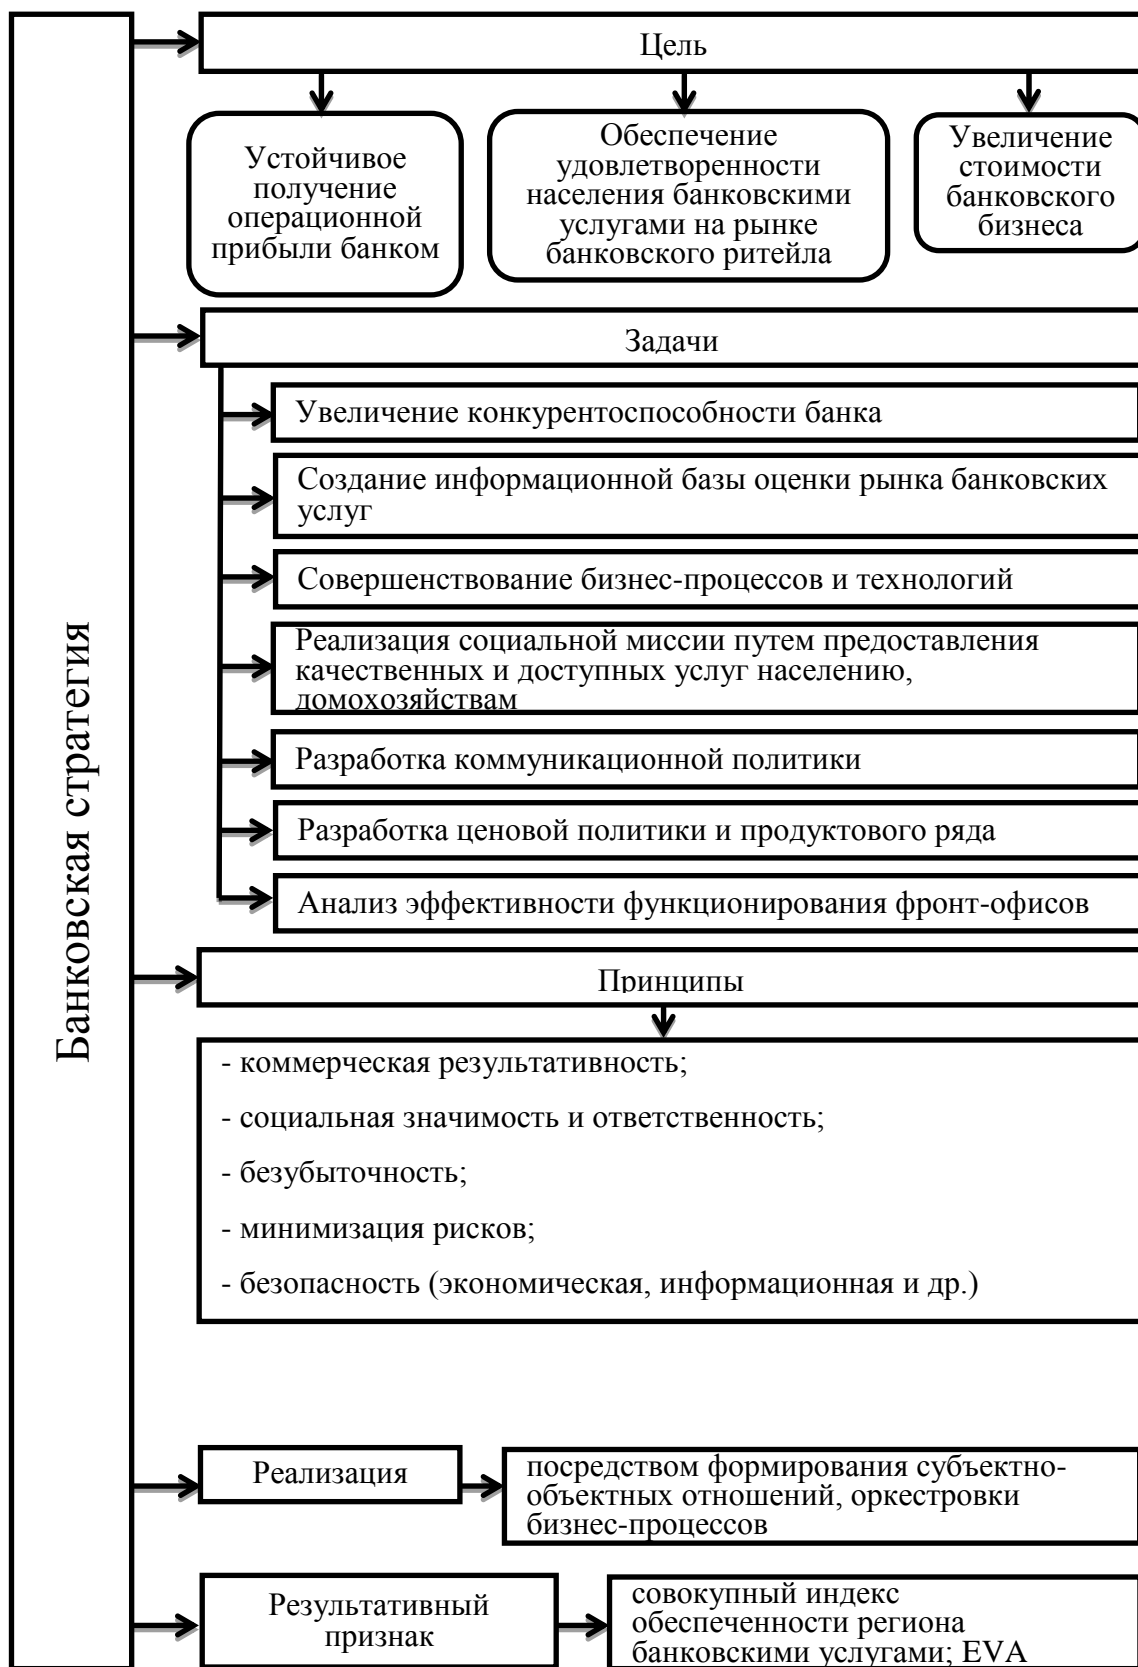 Банковская стратегия
Цель
Устойчивое
получение
операционной
прибыли банком
Обеспечение
удовлетворенности
населения банковскими
услугами на рынке
банковского ритейла
Увеличение
стоимости
банковского
бизнеса
Задачи
Увеличение конкурентоспособности банка
Создание информационной базы оценки рынка банковских
услуг
Совершенствование бизнес-процессов и технологий
Реализация социальной миссии путем предоставления
качественных и доступных услуг населению,
домохозяйствам
Разработка коммуникационной политики
Разработка ценовой политики и продуктового ряда
Анализ эффективности функционирования фронт-офисов
Принципы
- коммерческая результативность;
- социальная значимость и ответственность;
- безубыточность;
- минимизация рисков;
- безопасность (экономическая, информационная и др.)
Реализация
посредством формирования субъектно-
объектных отношений, оркестровки
бизнес-процессов
Результативный
признак
совокупный индекс
обеспеченности региона
банковскими услугами; EVA